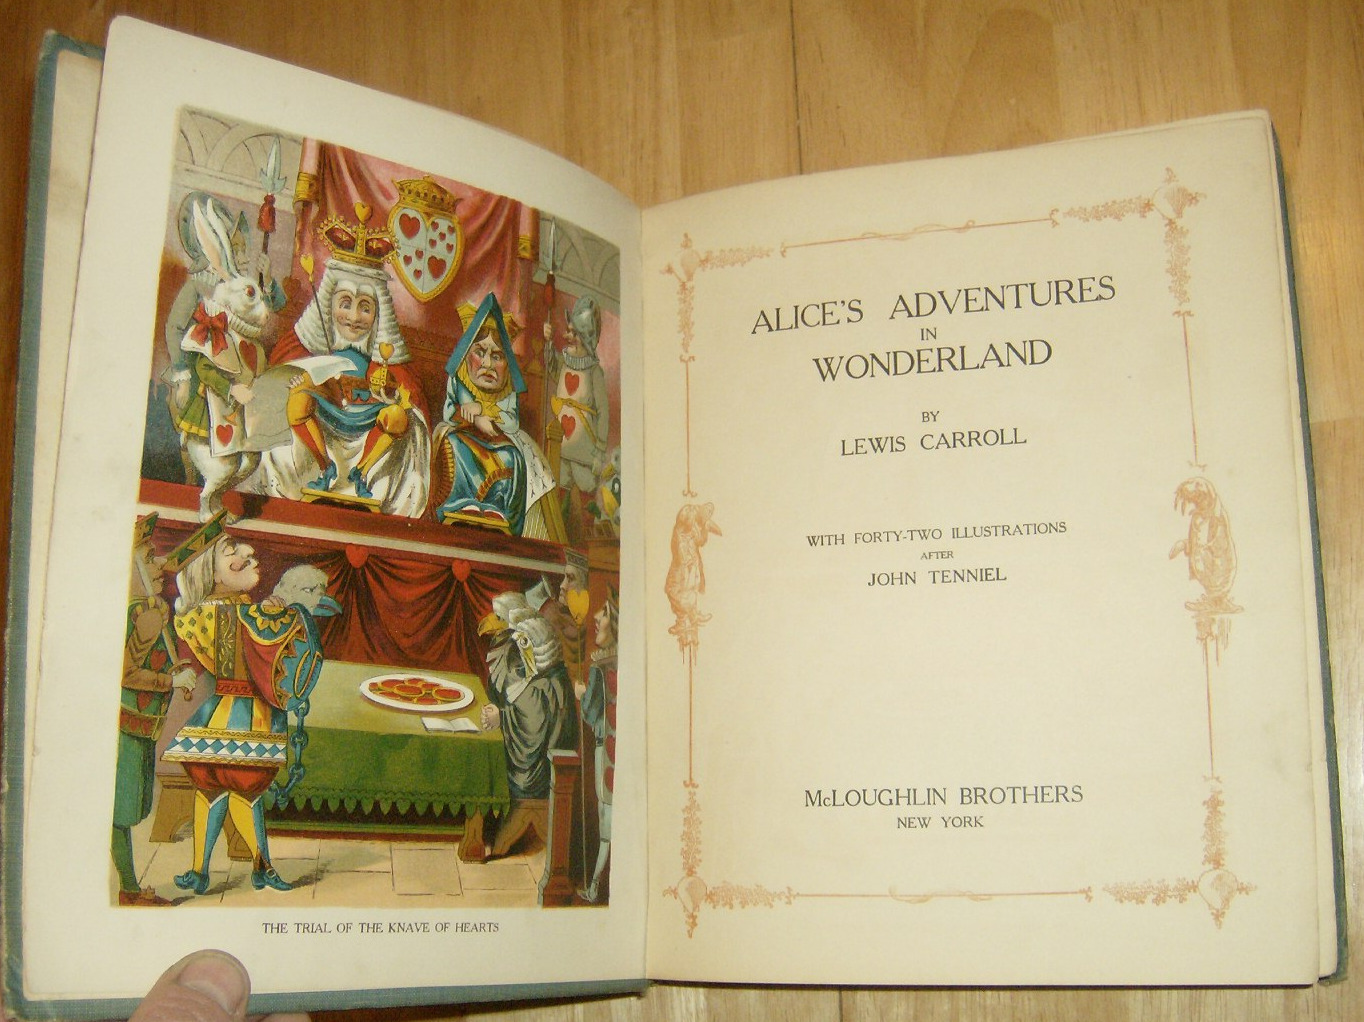 THE TRIAL OF THE KNAVE OF HEARTS
ALICE'S ADVENTURES
IN
WONDERLAND
BY
LEWIS CARROLL
WITH FORTY-TWO ILLUSTRATIONS
AFTER
JOHN TENNIEL
McLOUGHLIN BROTHERS
NEW YORK